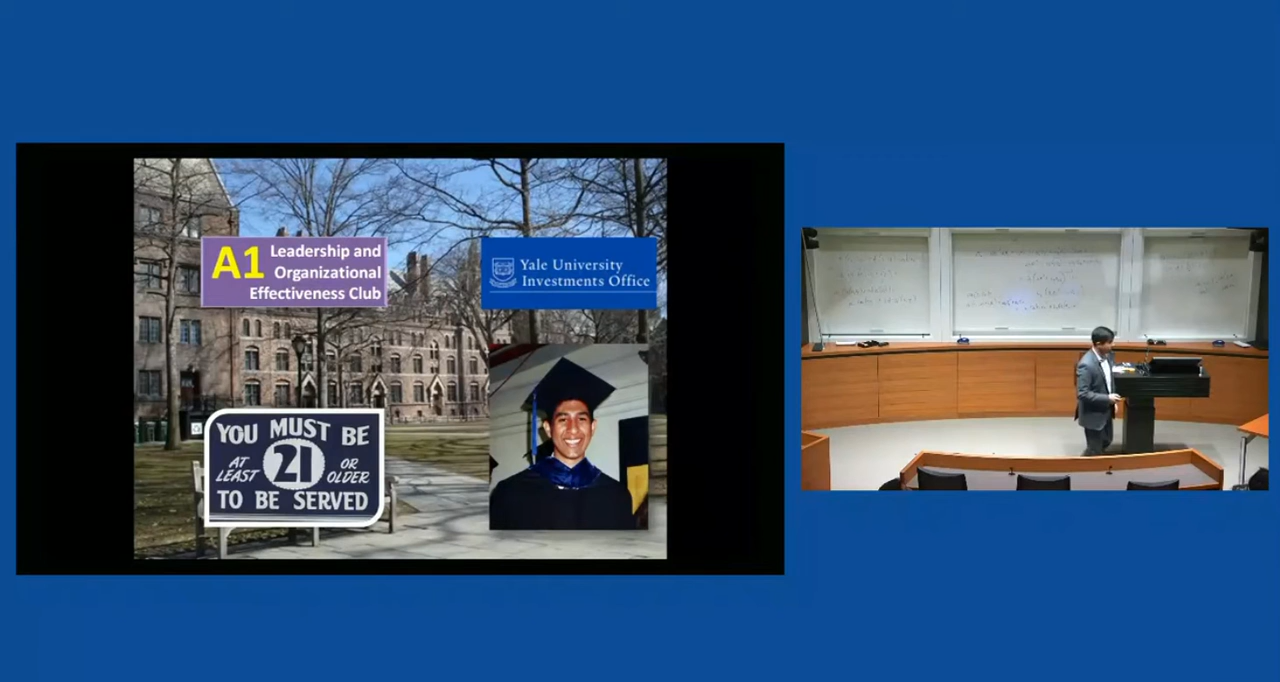 A1 Leadership and
Organizational
Effectiveness Club
Yale University
Investments Office
YOU MUST BE
AT LEAST 21 OR OLDER
TO BE SERVED